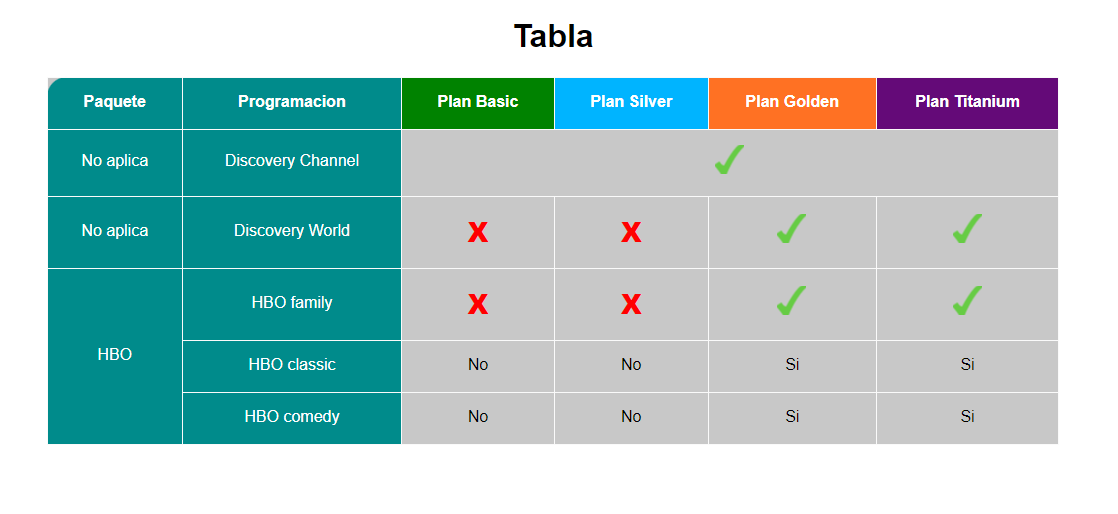 Tabla
Paquete Programacion Plan Basic Plan Silver Plan Golden Plan Titanium
No aplica Discovery Channel ✓
No aplica Discovery World x x ✓ ✓
HBO HBO family x x ✓ ✓
HBO classic No No Si Si
HBO comedy No No Si Si